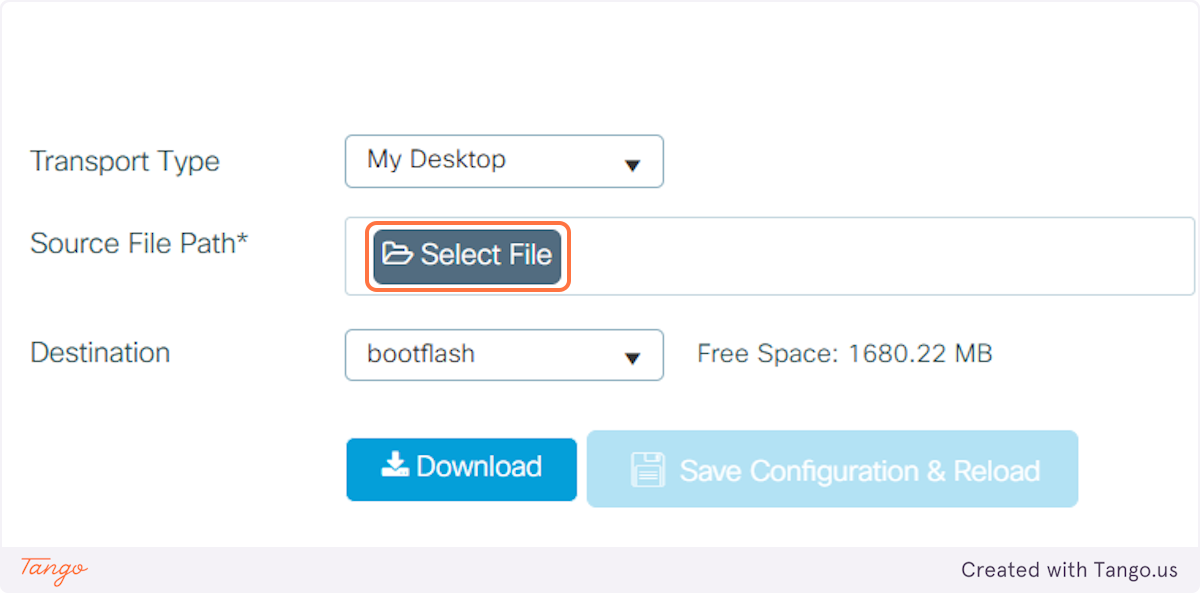 Transport Type
My Desktop
Source File Path*
Select File
Destination
bootflash
Free Space: 1680.22 MB
Download
Save Configuration & Reload
Tango
Created with Tango.us